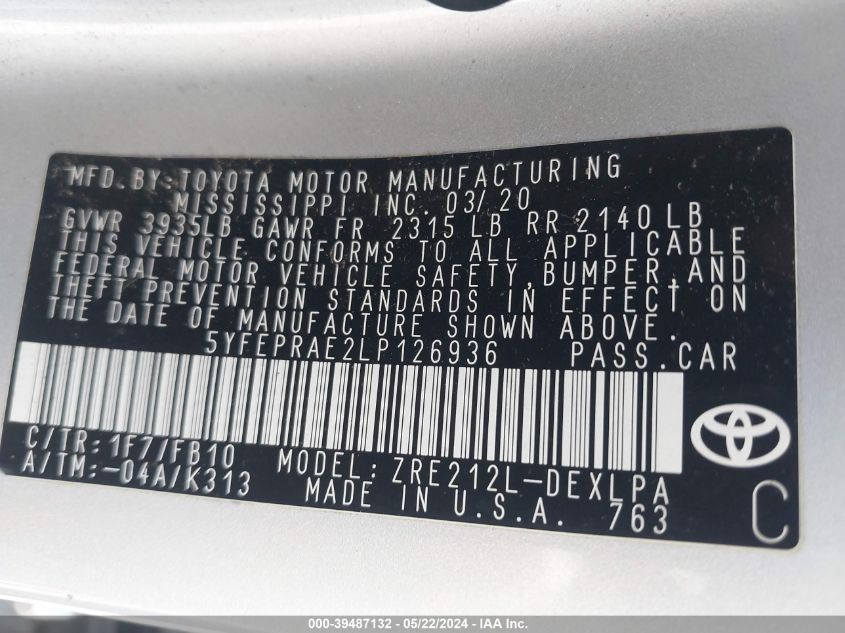 MFD. BY: TOYOTA MOTOR MANUFACTURING
MISSISSIPPI INC. 03/20
GVWR 3935LB GAWR FR 2315 LB RR 2140 LB
THIS VEHICLE CONFORMS TO ALL APPLICABLE
FEDERAL MOTOR VEHICLE SAFETY, BUMPER, AND
THEFT PREVENTION STANDARDS IN EFFECT ON
THE DATE OF MANUFACTURE SHOWN ABOVE.
5YFEPRAE2LP126936 PASS. CAR
C/TR: 1F7/FB10
A/TM:-04A/K313
MODEL: ZRE212L-DEXLPA
MADE IN U.S.A. 763
C
000-39487132 - 05/22/2024 - IAA Inc.